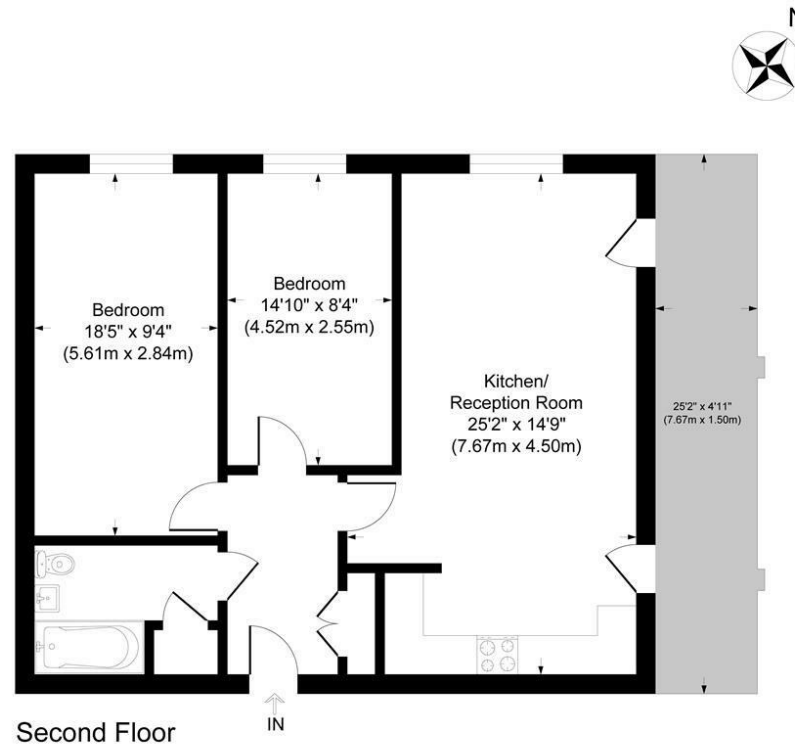 N
Bedroom
18'5" x 9'4"
(5.61m x 2.84m)
Bedroom
14'10" x 8'4"
(4.52m x 2.55m)
Kitchen/
Reception Room
25'2" x 14'9"
(7.67m x 4.50m)
25'2" x 4'11"
(7.67m x 1.50m)
Second Floor
IN